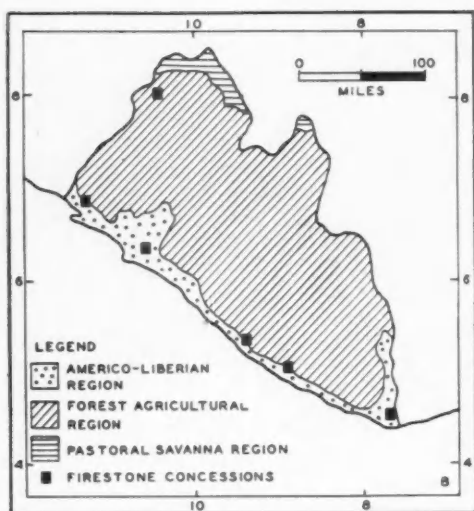 10 8
0 100
MILES
8 8
6 6
LEGEND
AMERICO-LIBERIAN
REGION
FOREST AGRICULTURAL
REGION
PASTORAL SAVANNA REGION
FIRESTONE CONCESSIONS
4 4
10 8